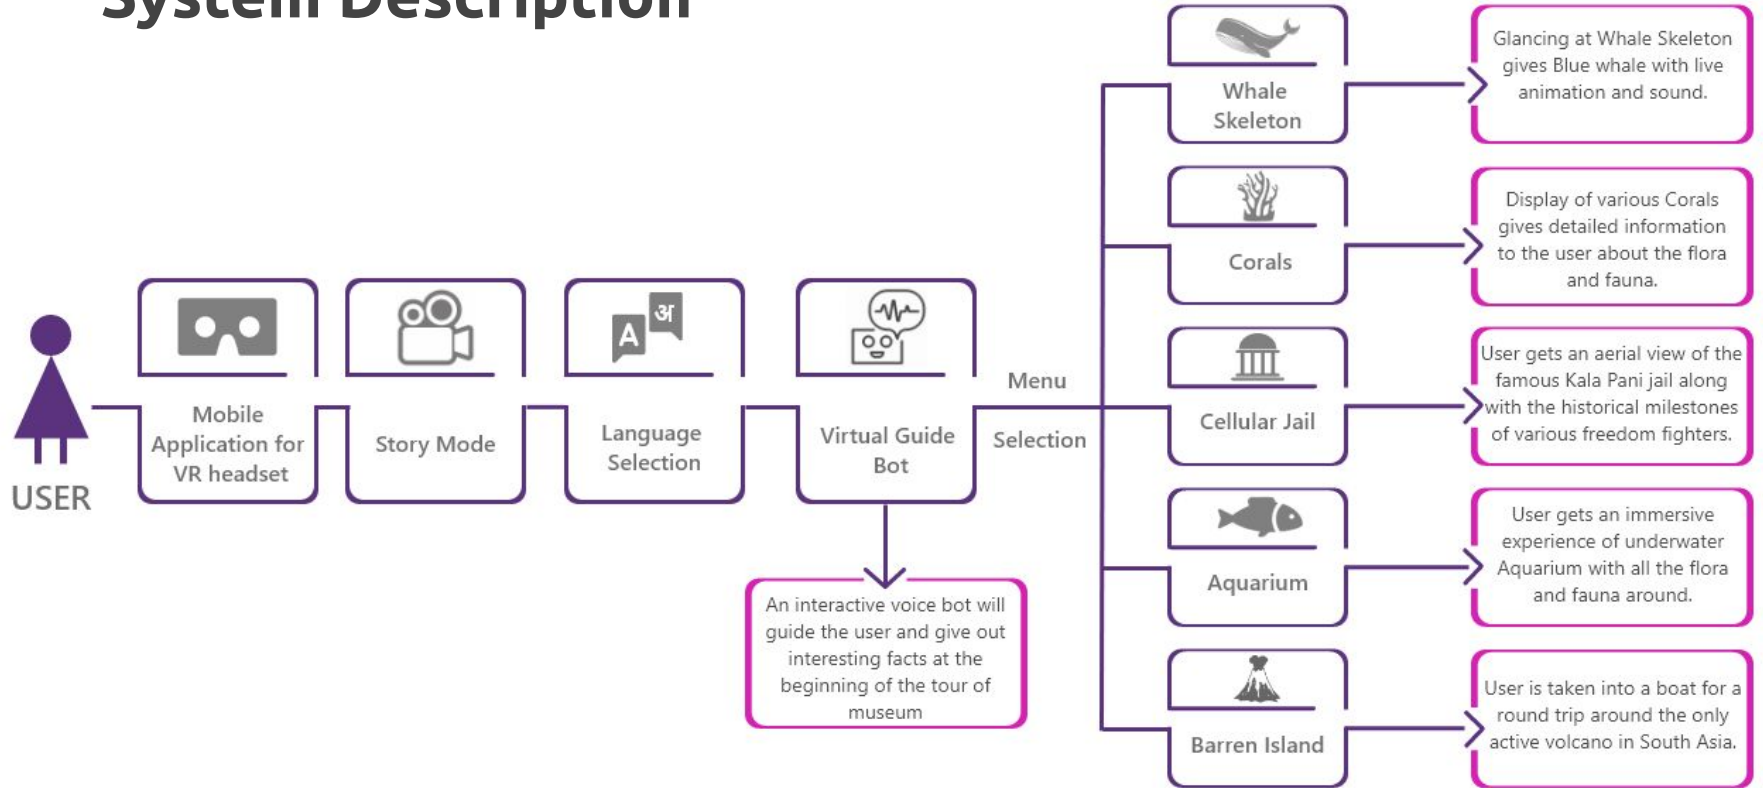 System Description
USER
Mobile
Application for
VR headset
Story Mode
A
अ
Language
Selection
Virtual Guide
Bot
An interactive voice bot will
guide the user and give out
interesting facts at the
beginning of the tour of
museum
Menu
Selection
Whale
Skeleton
Glancing at Whale Skeleton
gives Blue whale with live
animation and sound.
Corals
Display of various Corals
gives detailed information
to the user about the flora
and fauna.
Cellular Jail
User gets an aerial view of the
famous Kala Pani jail along
with the historical milestones
of various freedom fighters.
Aquarium
User gets an immersive
experience of underwater
Aquarium with all the flora
and fauna around.
Barren Island
User is taken into a boat for a
round trip around the only
active volcano in South Asia.